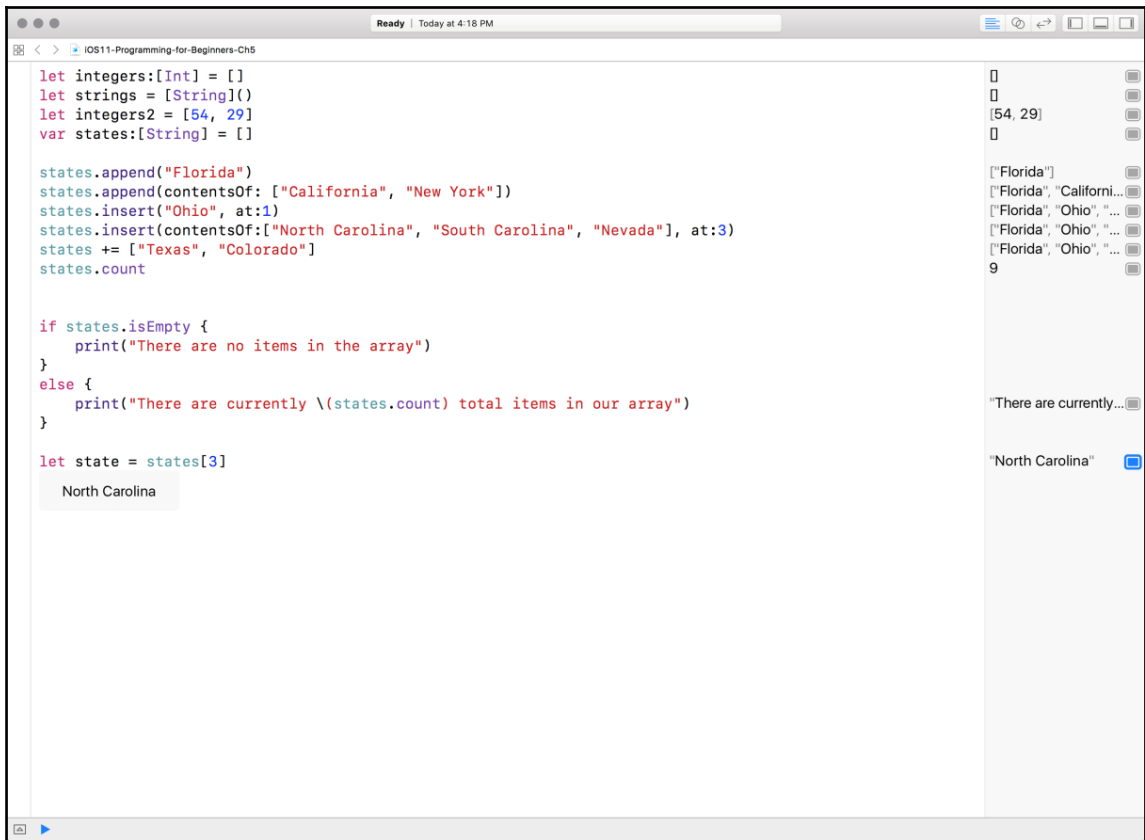 Ready | Today at 4:18 PM
iOS11-Programming-for-Beginners-Ch5
let integers:[Int] = []
[]
let strings = [String]()
[]
let integers2 = [54, 29]
[54, 29]
var states:[String] = []
[]
states.append("Florida")
["Florida"]
states.append(contentsOf: ["California", "New York"])
["Florida", "Californi...
states.insert("Ohio", at:1)
["Florida", "Ohio", "...
states.insert(contentsOf:["North Carolina", "South Carolina", "Nevada"], at:3)
["Florida", "Ohio", "...
states += ["Texas", "Colorado"]
["Florida", "Ohio", "...
states.count
9
if states.isEmpty {
print("There are no items in the array")
}
else {
print("There are currently \(states.count) total items in our array")
"There are currently...
}
let state = states[3]
"North Carolina"
North Carolina